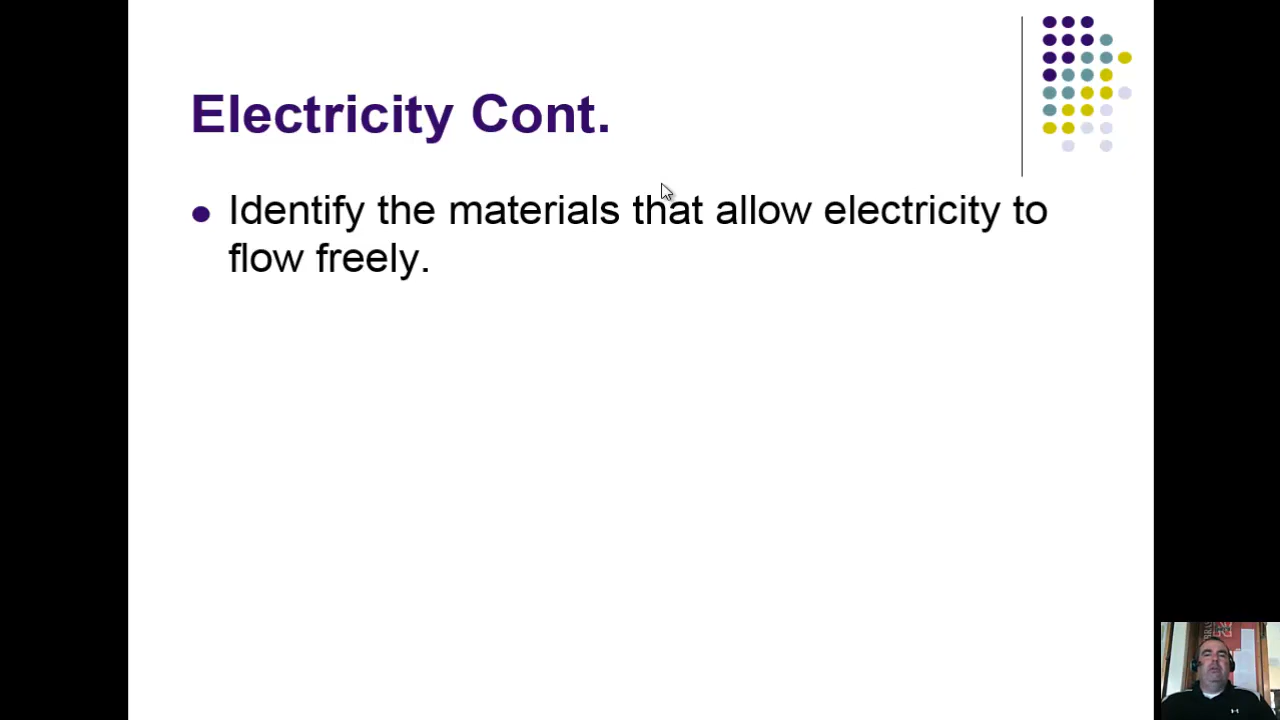 Electricity Cont.
Identify the materials that allow electricity to
flow freely.